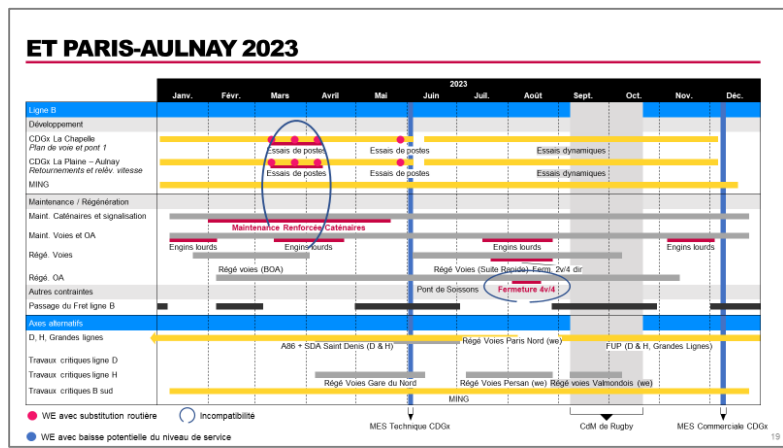 ET PARIS-AULNAY 2023
2023
Janv. Févr. Mars Avril Mai Juin Juil. Août Sept. Oct. Nov. Déc.
Ligne B
Développement
CDGx La Chapelle
Plan de voie et pont 1
Essais de postes Essais de postes Essais dynamiques
CDGx La Plaine – Aulnay
Retournements et relèv. vitesse
Essais de postes Essais de postes Essais dynamiques
MING
Maintenance / Régénération
Maint. Caténaires et signalisation
Maintenance Renforcée Caténaires
Maint. Voies et OA
Engins lourds Engins lourds Engins lourds Engins lourds
Régé. Voies
Régé voies (BOA) Régé Voies (Suite Rapide) Ferm. 2v/4 dir
Régé. OA
Autres contraintes Pont de Soissons Fermeture 4v/4
Passage du Fret ligne B
Axes alternatifs
D, H, Grandes lignes
A86 + SDA Saint Denis (D & H) Régé Voies Paris Nord (we) FUP (D & H, Grandes Lignes)
Travaux critiques ligne D
Travaux critiques ligne H
Régé Voies Gare du Nord Régé Voies Persan (we) Régé voies Valmondois (we)
Travaux critiques B sud
MING
WE avec substitution routière Incompatibilité
MES Technique CDGx CdM de Rugby MES Commerciale CDGx
WE avec baisse potentielle du niveau de service
19